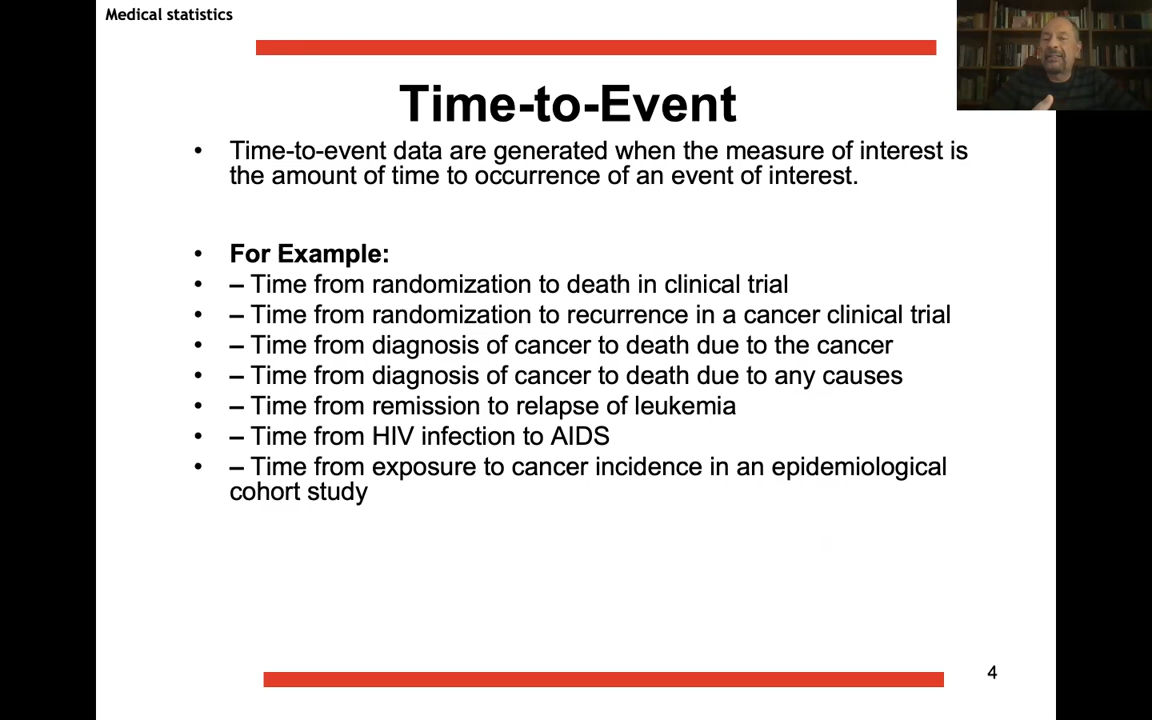 Medical statistics
Time-to-Event
• Time-to-event data are generated when the measure of interest is
the amount of time to occurrence of an event of interest.
• For Example:
• – Time from randomization to death in clinical trial
• – Time from randomization to recurrence in a cancer clinical trial
• – Time from diagnosis of cancer to death due to the cancer
• – Time from diagnosis of cancer to death due to any causes
• – Time from remission to relapse of leukemia
• – Time from HIV infection to AIDS
• – Time from exposure to cancer incidence in an epidemiological
cohort study
4